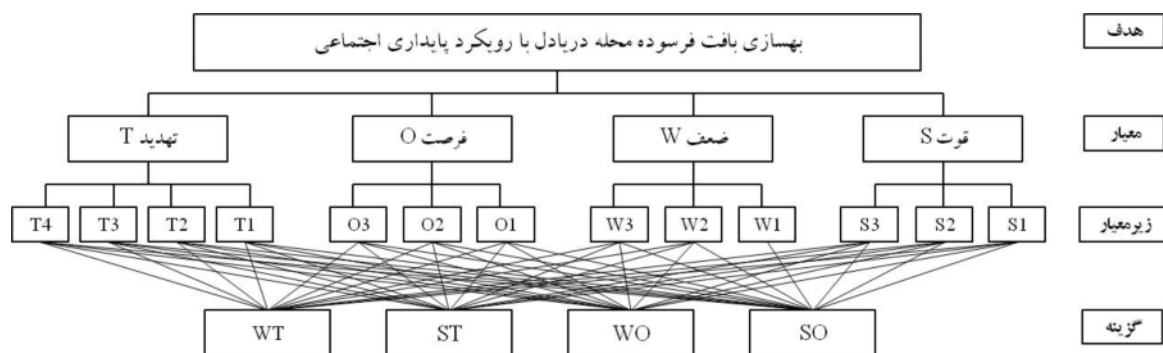 هدف
بهسازی بافت فرسوده محله دریادل با رویکرد پایداری اجتماعی
معیار
قوت S
ضعف W
فرصت O
تهدید T
زیرمعیار
S1
S2
S3
W1
W2
W3
O1
O2
O3
T1
T2
T3
T4
گزینه
SO
WO
ST
WT